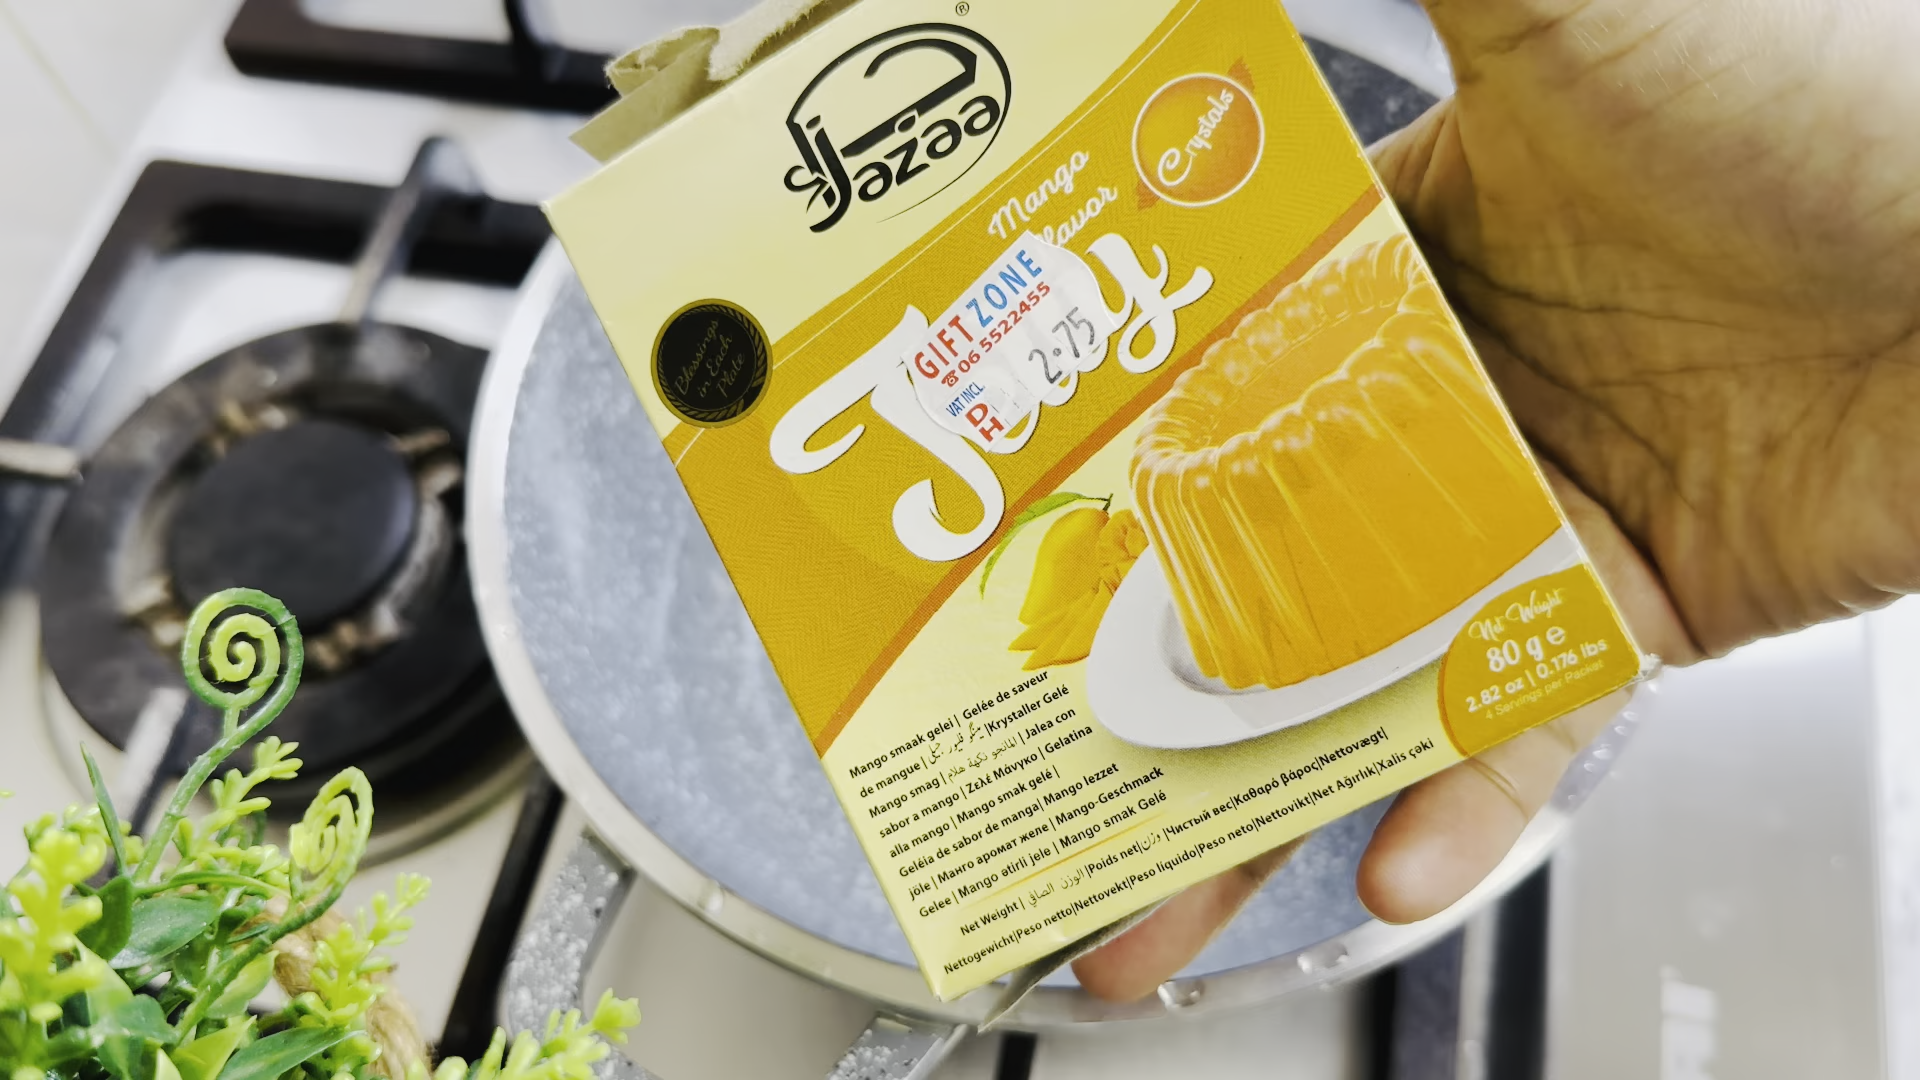 ®
Jazaa
Crystals
Mango
Flavor
Jelly
GIFT ZONE
☎06 5522455
VAT INCL.
DH
2.75
Blessings
in Each
Plate
Net Weight
80 g e
2.82 oz | 0.176 lbs
4 Servings per Packet
Mango smaak gelei | Gelée de saveur
de mangue | |Krystaller Gelé
Mango smag | المانجو نكهة هلام | Jalea con
sabor a mango | Ζελέ Μάνγκο | Gelatina
alla mango | Mango smak gelé |
Geléia de sabor de manga| Mango lezzet
jöle | Манго аромат желе | Mango-Geschmack
Gelee | Mango ətirli jele | Mango smak Gelé
Net Weight | الوزن الصافي |Poids net|وزن |Чистый вес|Καθαρό βάρος|Nettovægt|
Nettogewicht|Peso netto|Nettovekt|Peso líquido|Peso neto|Nettovikt|Net Ağırlık|Xalis çəki